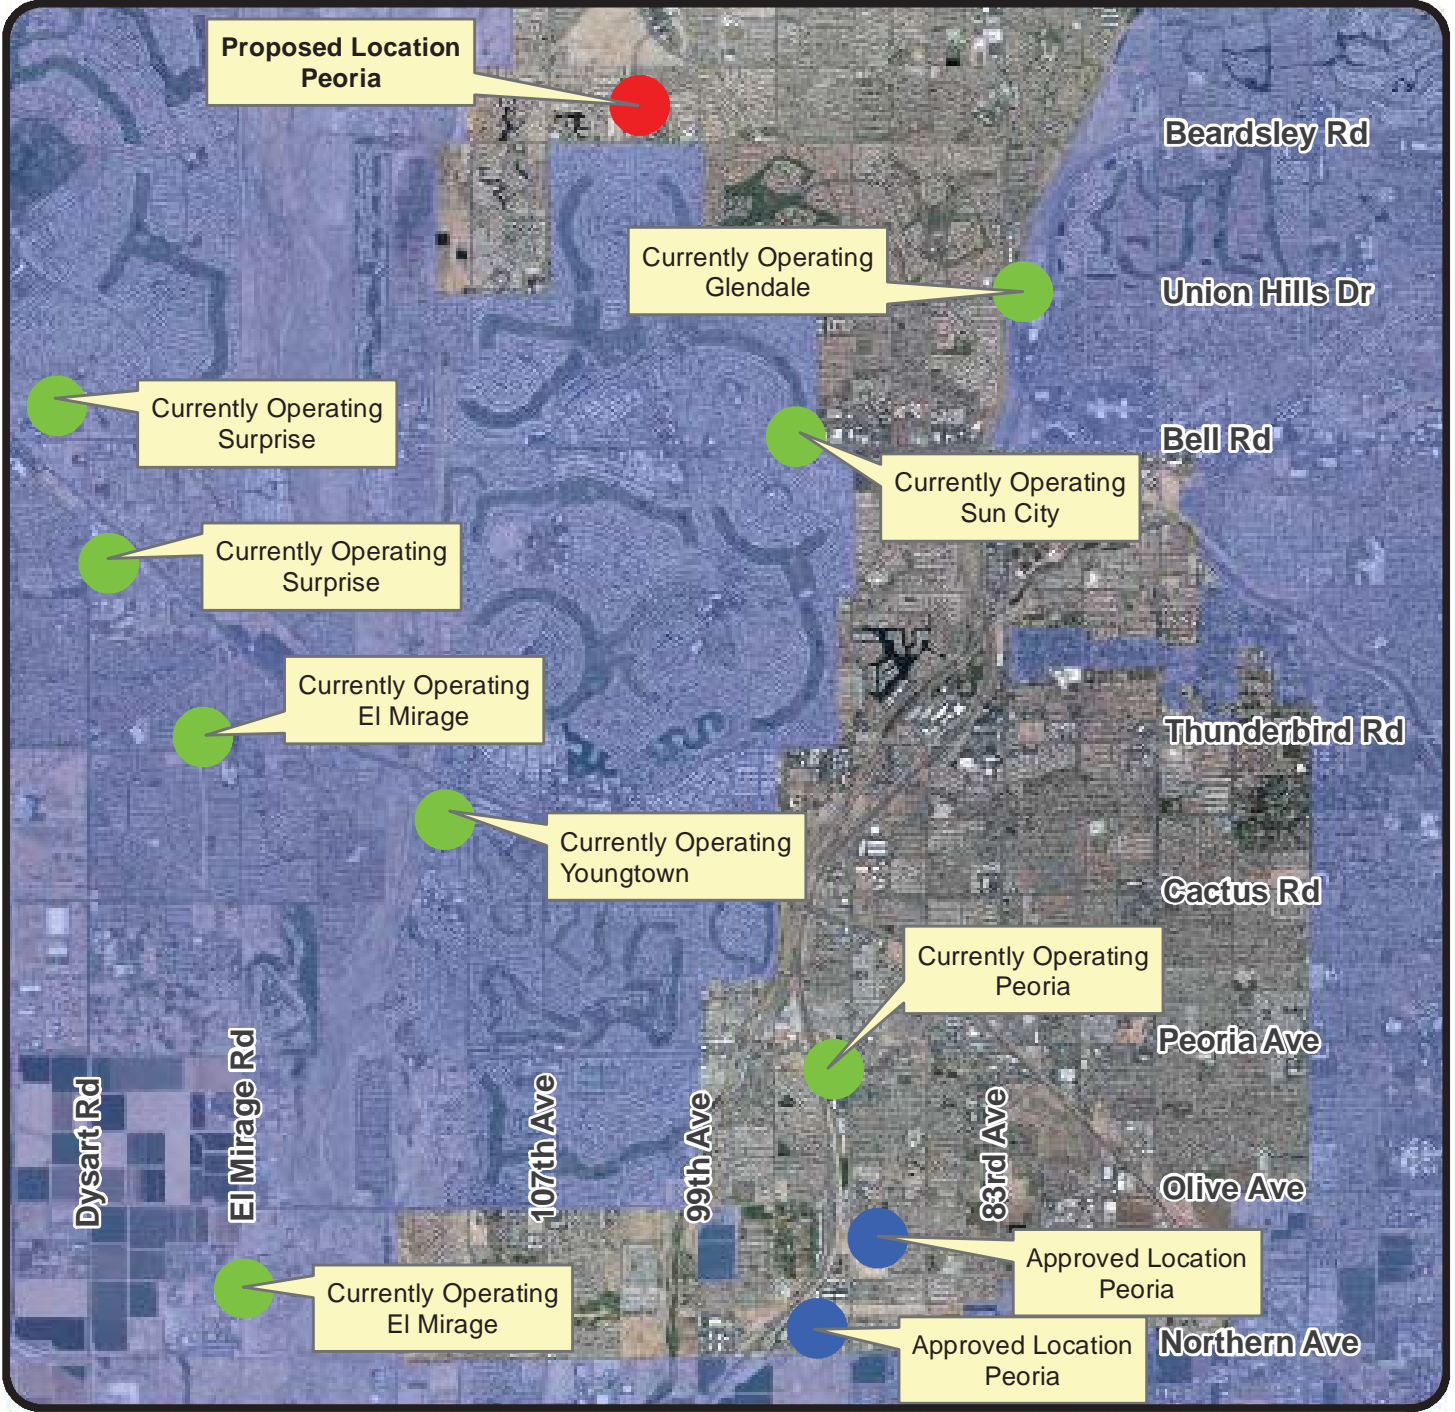 Proposed Location
Peoria
Beardsley Rd
Currently Operating
Glendale
Union Hills Dr
Currently Operating
Surprise
Bell Rd
Currently Operating
Sun City
Currently Operating
Surprise
Currently Operating
El Mirage
Thunderbird Rd
Currently Operating
Youngtown
Cactus Rd
Currently Operating
Peoria
Peoria Ave
Dysart Rd
El Mirage Rd
107th Ave
99th Ave
83rd Ave
Olive Ave
Approved Location
Peoria
Currently Operating
El Mirage
Approved Location
Peoria
Northern Ave